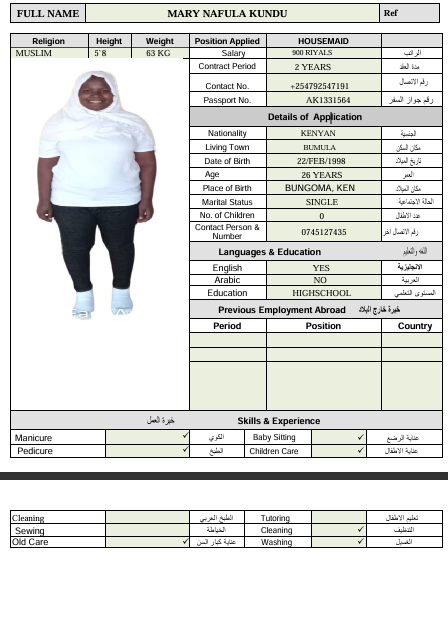 FULL NAME MARY NAFULA KUNDU Ref
Religion Height Weight Position Applied HOUSEMAID
MUSLIM 5`8 63 KG Salary 900 RIYALS الراتب
Contract Period 2 YEARS مدة العقد
Contact No. +254792547191 رقم الاتصال
Passport No. AK1331564 رقم جواز السفر
Details of Application
Nationality KENYAN الجنسية
Living Town BUMULA مكان السكن
Date of Birth 22/FEB/1998 تاريخ الميلاد
Age 26 YEARS العمر
Place of Birth BUNGOMA, KEN مكان الميلاد
Marital Status SINGLE الحالة الاجتماعية
No. of Children 0 عدد الاطفال
Contact Person & Number 0745127435 رقم الاتصال اخر
Languages & Education اللغة والتعليم
English YES الانجليزية
Arabic NO العربية
Education HIGHSCHOOL المستوى التعلمي
Previous Employment Abroad خبرة خارج البلاد
Period Position Country
خبرة العمل Skills & Experience
Manicure ✓ الكوي Baby Sitting ✓ عناية الرضع
Pedicure ✓ الطبخ Children Care ✓ عناية الاطفال
Cleaning الطبخ العربي Tutoring تعليم الاطفال
Sewing الخياطة Cleaning ✓ التنظيف
Old Care ✓ عناية كبار السن Washing ✓ الغسيل